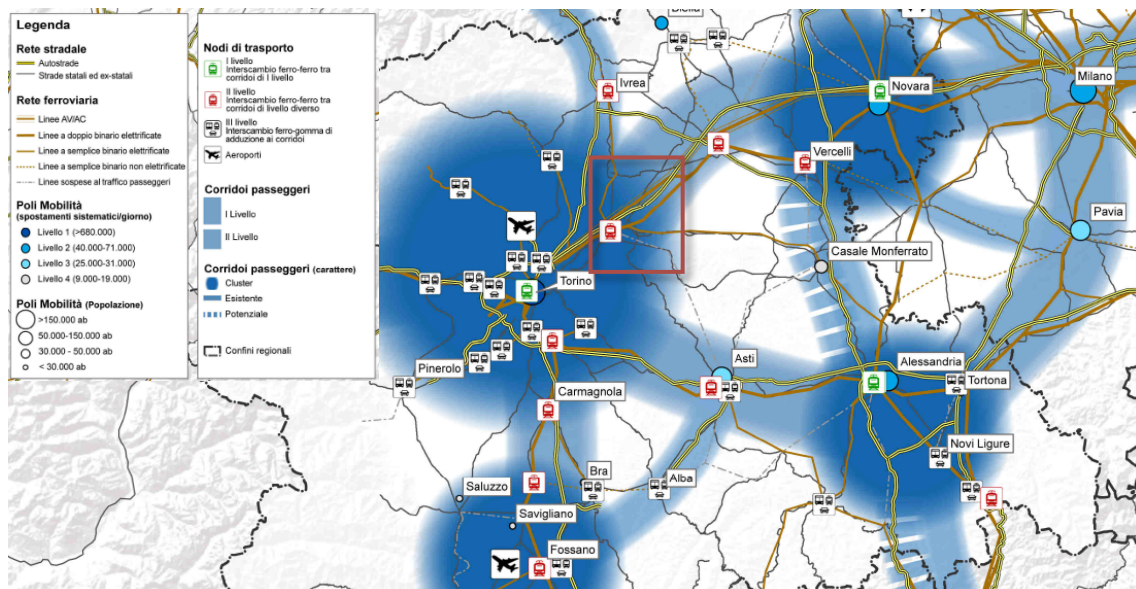 Legenda
Rete stradale
Autostrade
Strade statali ed ex-statali
Rete ferroviaria
Linee AV/AC
Linee a doppio binario elettrificate
Linee a semplice binario elettrificate
Linee a semplice binario non elettrificate
Linee sospese al traffico passeggeri
Poli Mobilità
(spostamenti sistematici/giorno)
Livello 1 (>680.000)
Livello 2 (40.000-71.000)
Livello 3 (25.000-31.000)
Livello 4 (9.000-19.000)
Poli Mobilità (Popolazione)
>150.000 ab
50.000-150.000 ab
30.000 - 50.000 ab
< 30.000 ab
Nodi di trasporto
I livello
Interscambio ferro-ferro tra
corridoi di I livello
II livello
Interscambio ferro-ferro tra
corridoi di livello diverso
III livello
Interscambio ferro-gomma di
adduzione ai corridoi
Aeroporti
Corridoi passeggeri
I Livello
II Livello
Corridoi passeggeri (carattere)
Cluster
Esistente
Potenziale
Confini regionali
Biella
Ivrea
Novara
Milano
Vercelli
Pavia
Casale Monferrato
Torino
Pinerolo
Asti
Alessandria
Tortona
Carmagnola
Novi Ligure
Bra
Alba
Saluzzo
Savigliano
Fossano